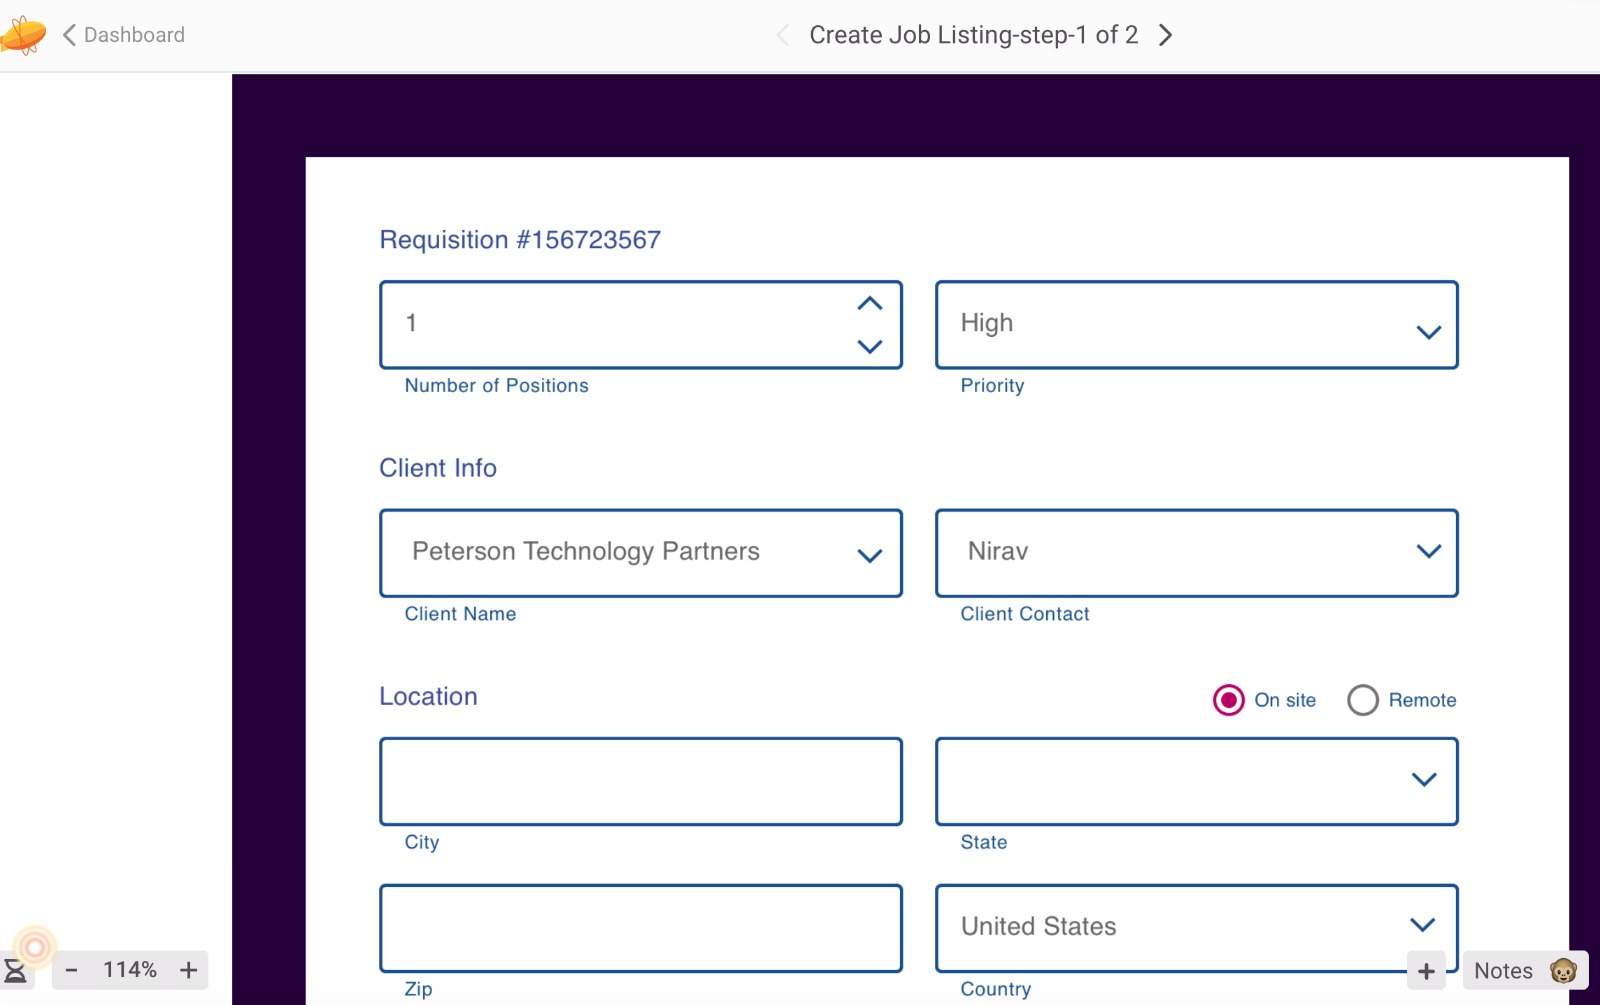 Dashboard
Create Job Listing-step-1 of 2
Requisition #156723567
1
High
Number of Positions
Priority
Client Info
Peterson Technology Partners
Nirav
Client Name
Client Contact
Location
On site
Remote
City
State
United States
Zip
Country
- 114% +
+
Notes